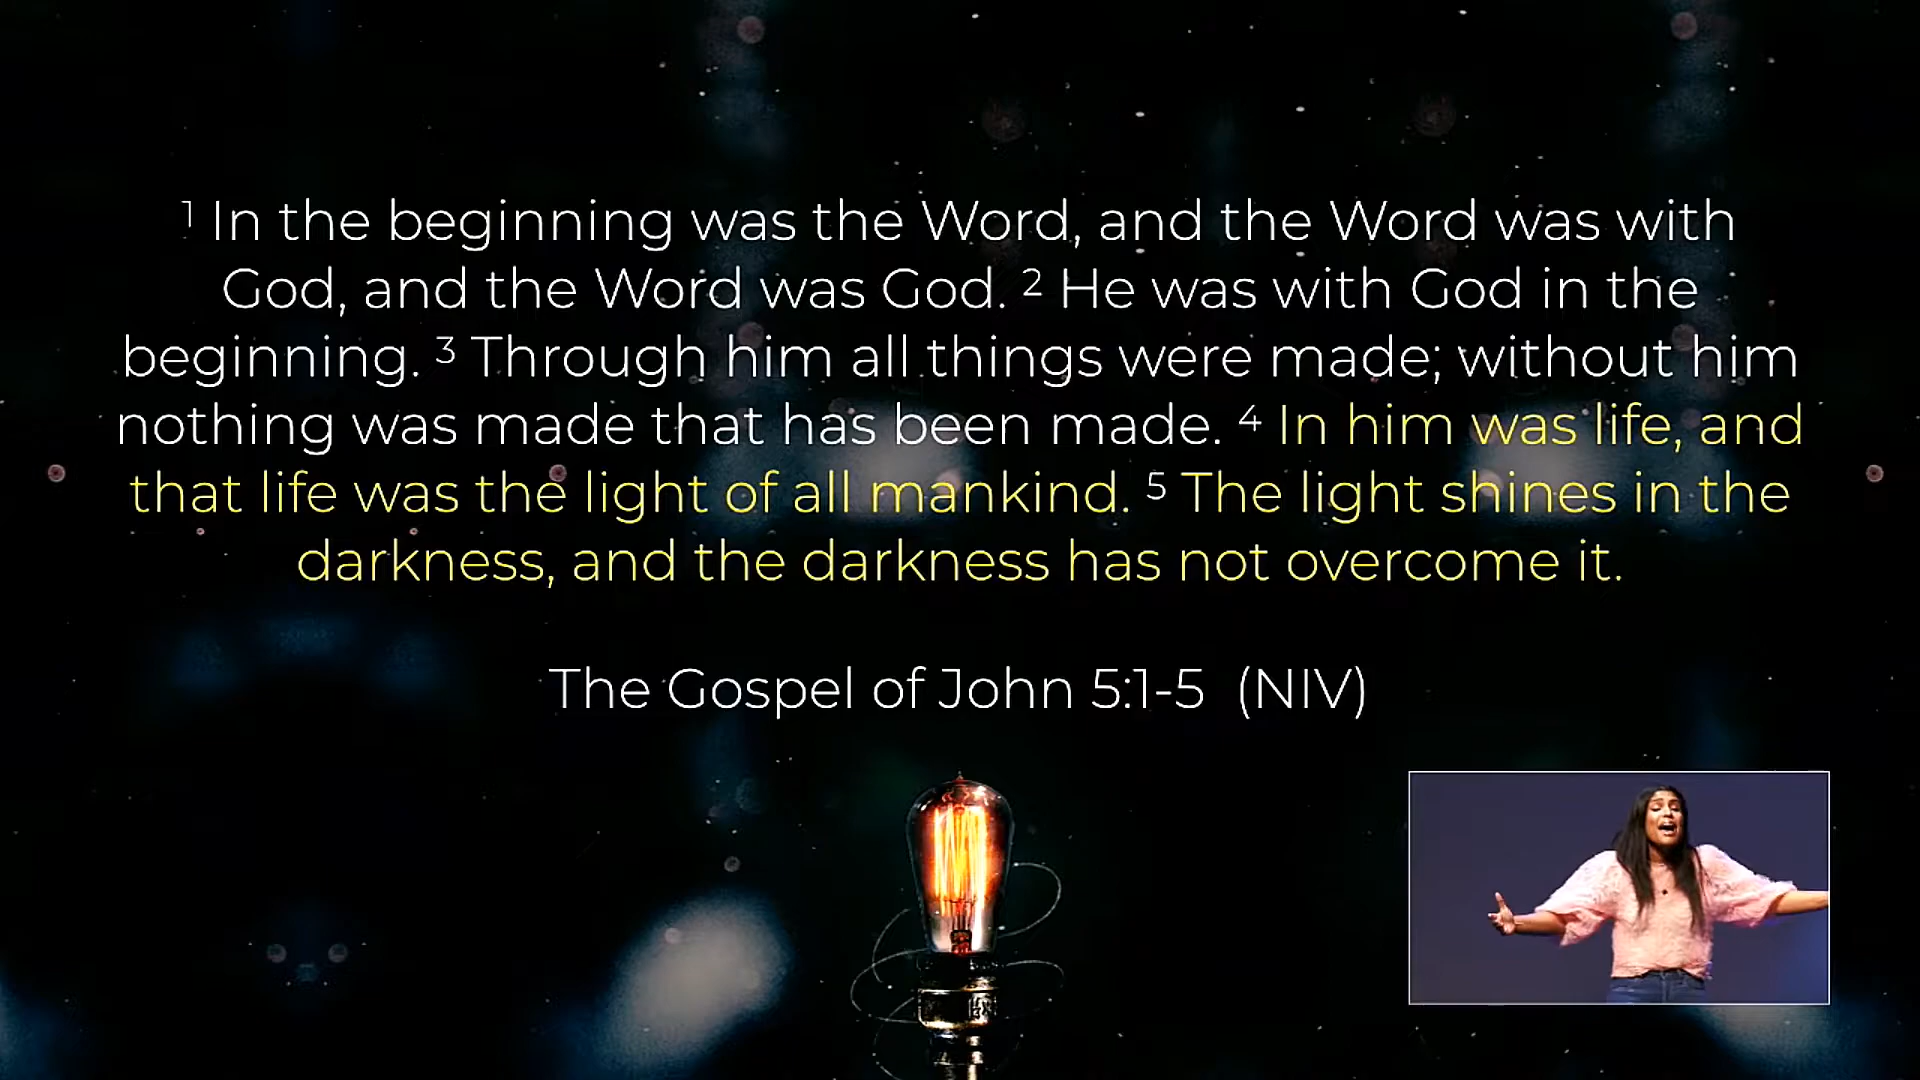 ¹ In the beginning was the Word, and the Word was with
God, and the Word was God. ² He was with God in the
beginning. ³ Through him all things were made; without him
nothing was made that has been made. ⁴ In him was life, and
that life was the light of all mankind. ⁵ The light shines in the
darkness, and the darkness has not overcome it.
The Gospel of John 5:1-5 (NIV)